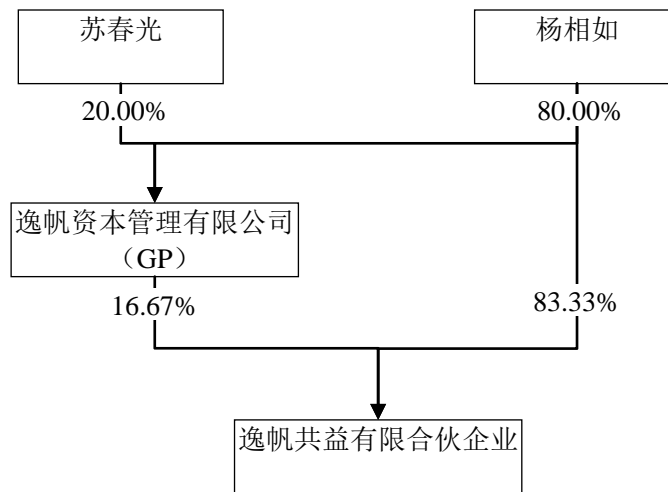 苏春光
杨相如
20.00%
80.00%
逸帆资本管理有限公司
（GP）
16.67%
83.33%
逸帆共益有限合伙企业